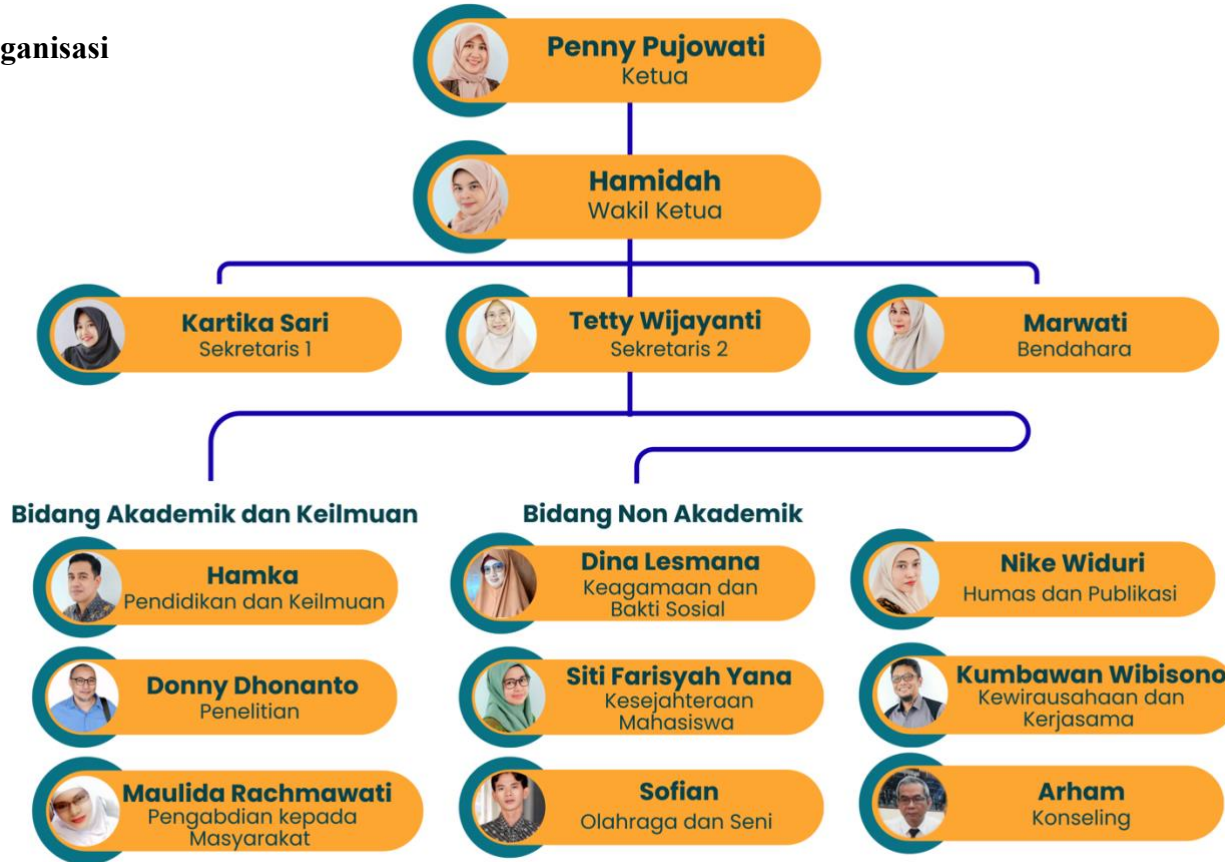 ganisasi
Penny Pujowati
Ketua
Hamidah
Wakil Ketua
Kartika Sari
Sekretaris 1
Tetty Wijayanti
Sekretaris 2
Marwati
Bendahara
Bidang Akademik dan Keilmuan
Hamka
Pendidikan dan Keilmuan
Donny Dhonanto
Penelitian
Maulida Rachmawati
Pengabdian kepada
Masyarakat
Bidang Non Akademik
Dina Lesmana
Keagamaan dan
Bakti Sosial
Siti Farisyah Yana
Kesejahteraan
Mahasiswa
Sofian
Olahraga dan Seni
Nike Widuri
Humas dan Publikasi
Kumbawan Wibisono
Kewirausahaan dan
Kerjasama
Arham
Konseling